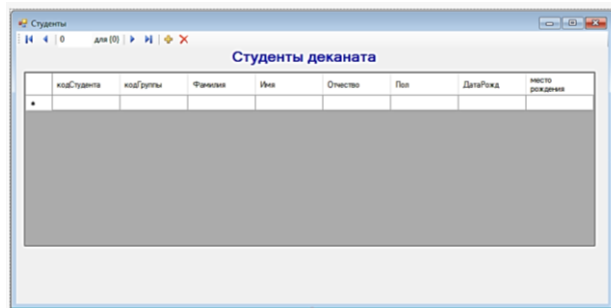 Студенты
0 для {0}
Студенты деканата
кодСтудента кодГруппы Фамилия Имя Отчество Пол ДатаРожд место рождения